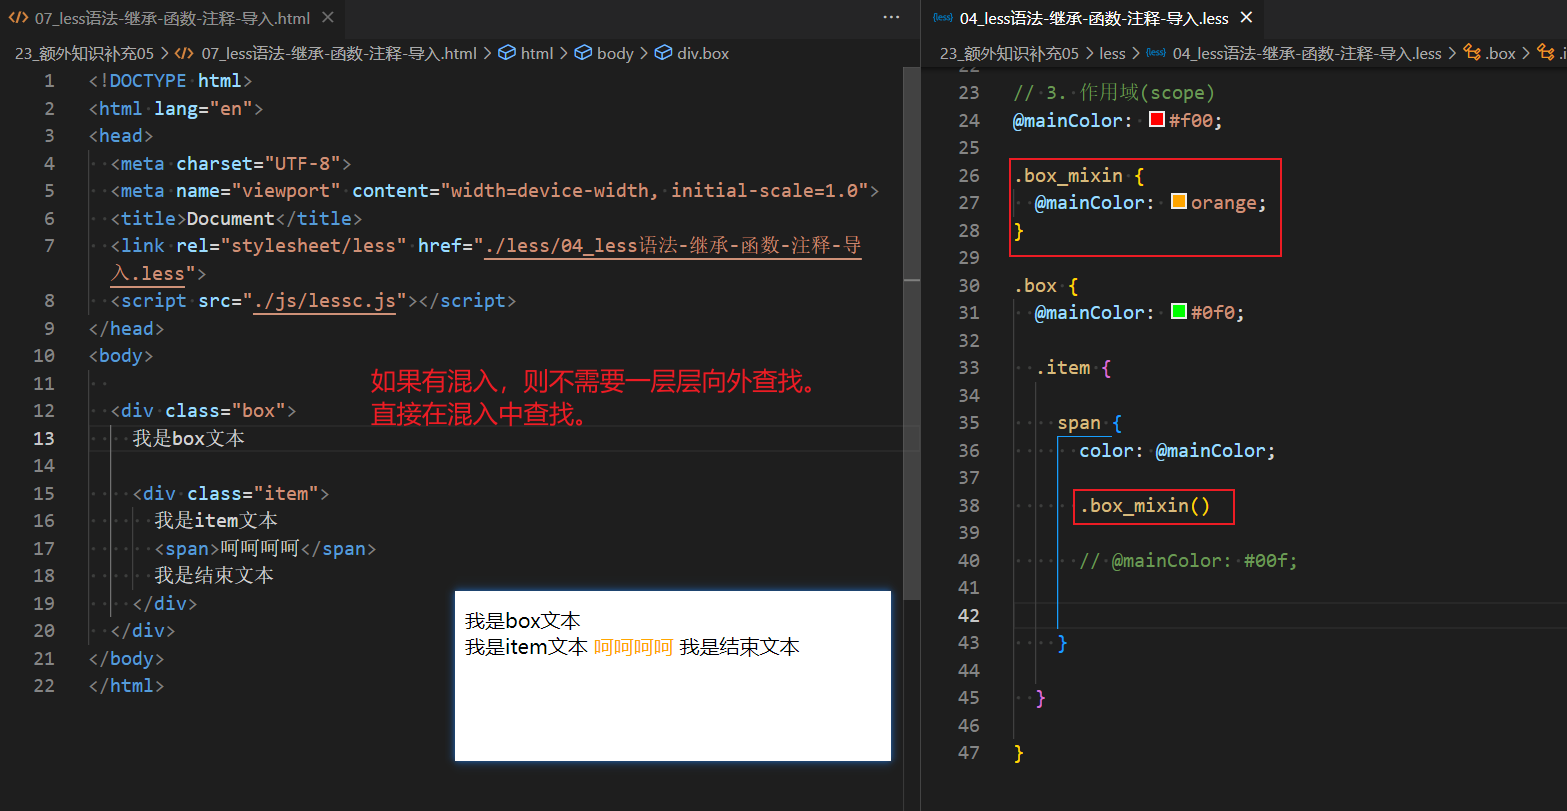 07_less语法-继承-函数-注释-导入.html
23_额外知识补充05 > 07_less语法-继承-函数-注释-导入.html > html > body > div.box
1 <!DOCTYPE html>
2 <html lang="en">
3 <head>
4 <meta charset="UTF-8">
5 <meta name="viewport" content="width=device-width, initial-scale=1.0">
6 <title>Document</title>
7 <link rel="stylesheet/less" href="./less/04_less语法-继承-函数-注释-导
入.less">
8 <script src="./js/lessc.js"></script>
9 </head>
10 <body>
11
12 <div class="box">
13 我是box文本
14
15 <div class="item">
16 我是item文本
17 <span>呵呵呵呵</span>
18 我是结束文本
19 </div>
20 </div>
21 </body>
22 </html>
如果有混入，则不需要一层层向外查找。
直接在混入中查找。
我是box文本
我是item文本 呵呵呵呵 我是结束文本
{less} 04_less语法-继承-函数-注释-导入.less
23_额外知识补充05 > less > {less} 04_less语法-继承-函数-注释-导入.less > .box >
22
23 // 3. 作用域(scope)
24 @mainColor: #f00;
25
26 .box_mixin {
27 @mainColor: orange;
28 }
29
30 .box {
31 @mainColor: #0f0;
32
33 .item {
34
35 span {
36 color: @mainColor;
37
38 .box_mixin()
39
40 // @mainColor: #00f;
41
42
43 }
44
45 }
46
47 }